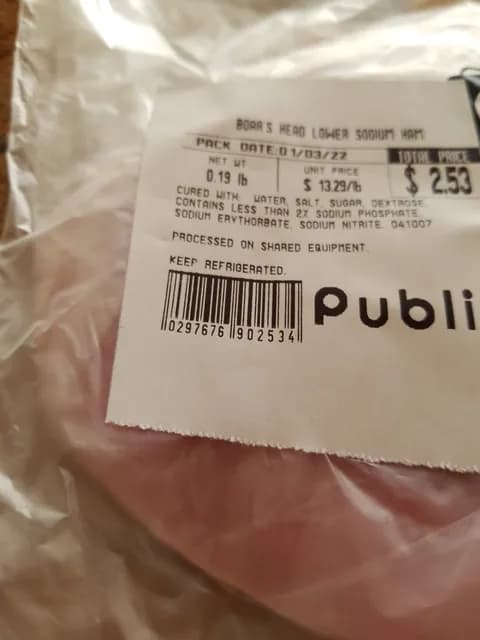 BOAR'S HEAD LOWER SODIUM HAM
PACK DATE:01/03/22
NET WT
0.19 lb
UNIT PRICE
$ 13.29/lb
TOTAL PRICE
$ 2.53
CURED WITH: WATER, SALT, SUGAR, DEXTROSE.
CONTAINS LESS THAN 2% SODIUM PHOSPHATE,
SODIUM ERYTHORBATE, SODIUM NITRITE. 041007
PROCESSED ON SHARED EQUIPMENT.
KEEP REFRIGERATED.
0297676 902534
Publi